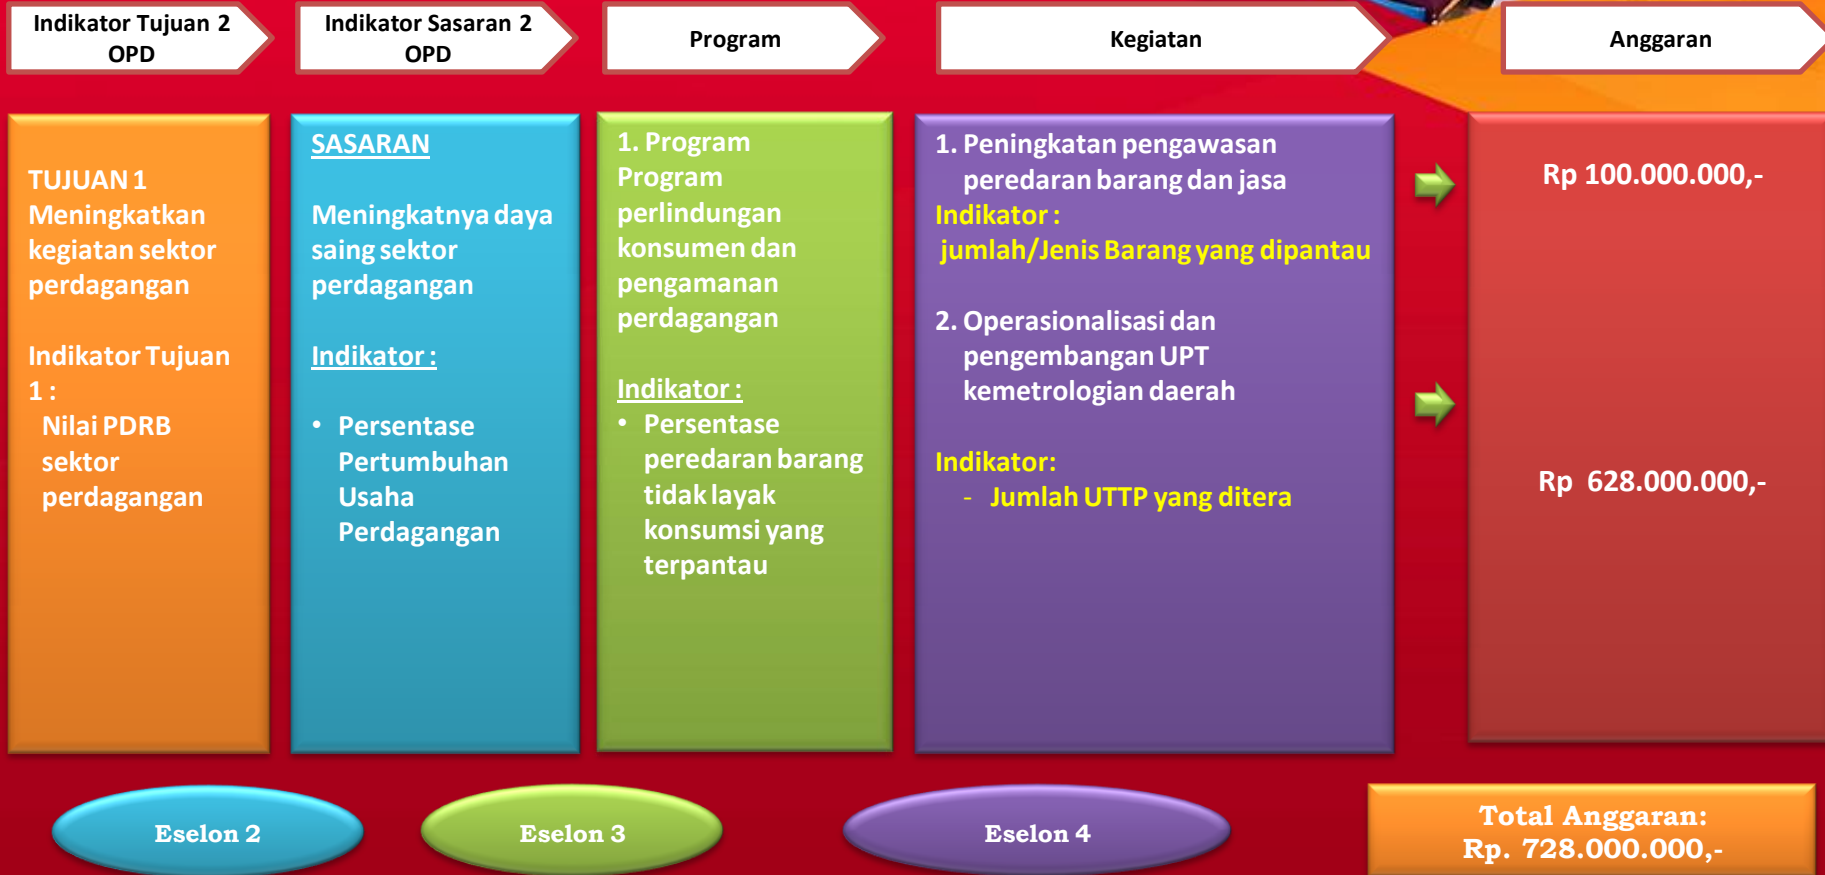 Indikator Tujuan 2
OPD
Indikator Sasaran 2
OPD
Program
Kegiatan
Anggaran
TUJUAN 1
Meningkatkan
kegiatan sektor
perdagangan
Indikator Tujuan
1 :
Nilai PDRB
sektor
perdagangan
SASARAN
Meningkatnya daya
saing sektor
perdagangan
Indikator :
• Persentase
Pertumbuhan
Usaha
Perdagangan
1. Program
Program
perlindungan
konsumen dan
pengamanan
perdagangan
Indikator :
• Persentase
peredaran barang
tidak layak
konsumsi yang
terpantau
1. Peningkatan pengawasan
peredaran barang dan jasa
Indikator :
jumlah/Jenis Barang yang dipantau
2. Operasionalisasi dan
pengembangan UPT
kemetrologian daerah
Indikator:
- Jumlah UTTP yang ditera
Rp 100.000.000,-
Rp 628.000.000,-
Eselon 2
Eselon 3
Eselon 4
Total Anggaran:
Rp. 728.000.000,-